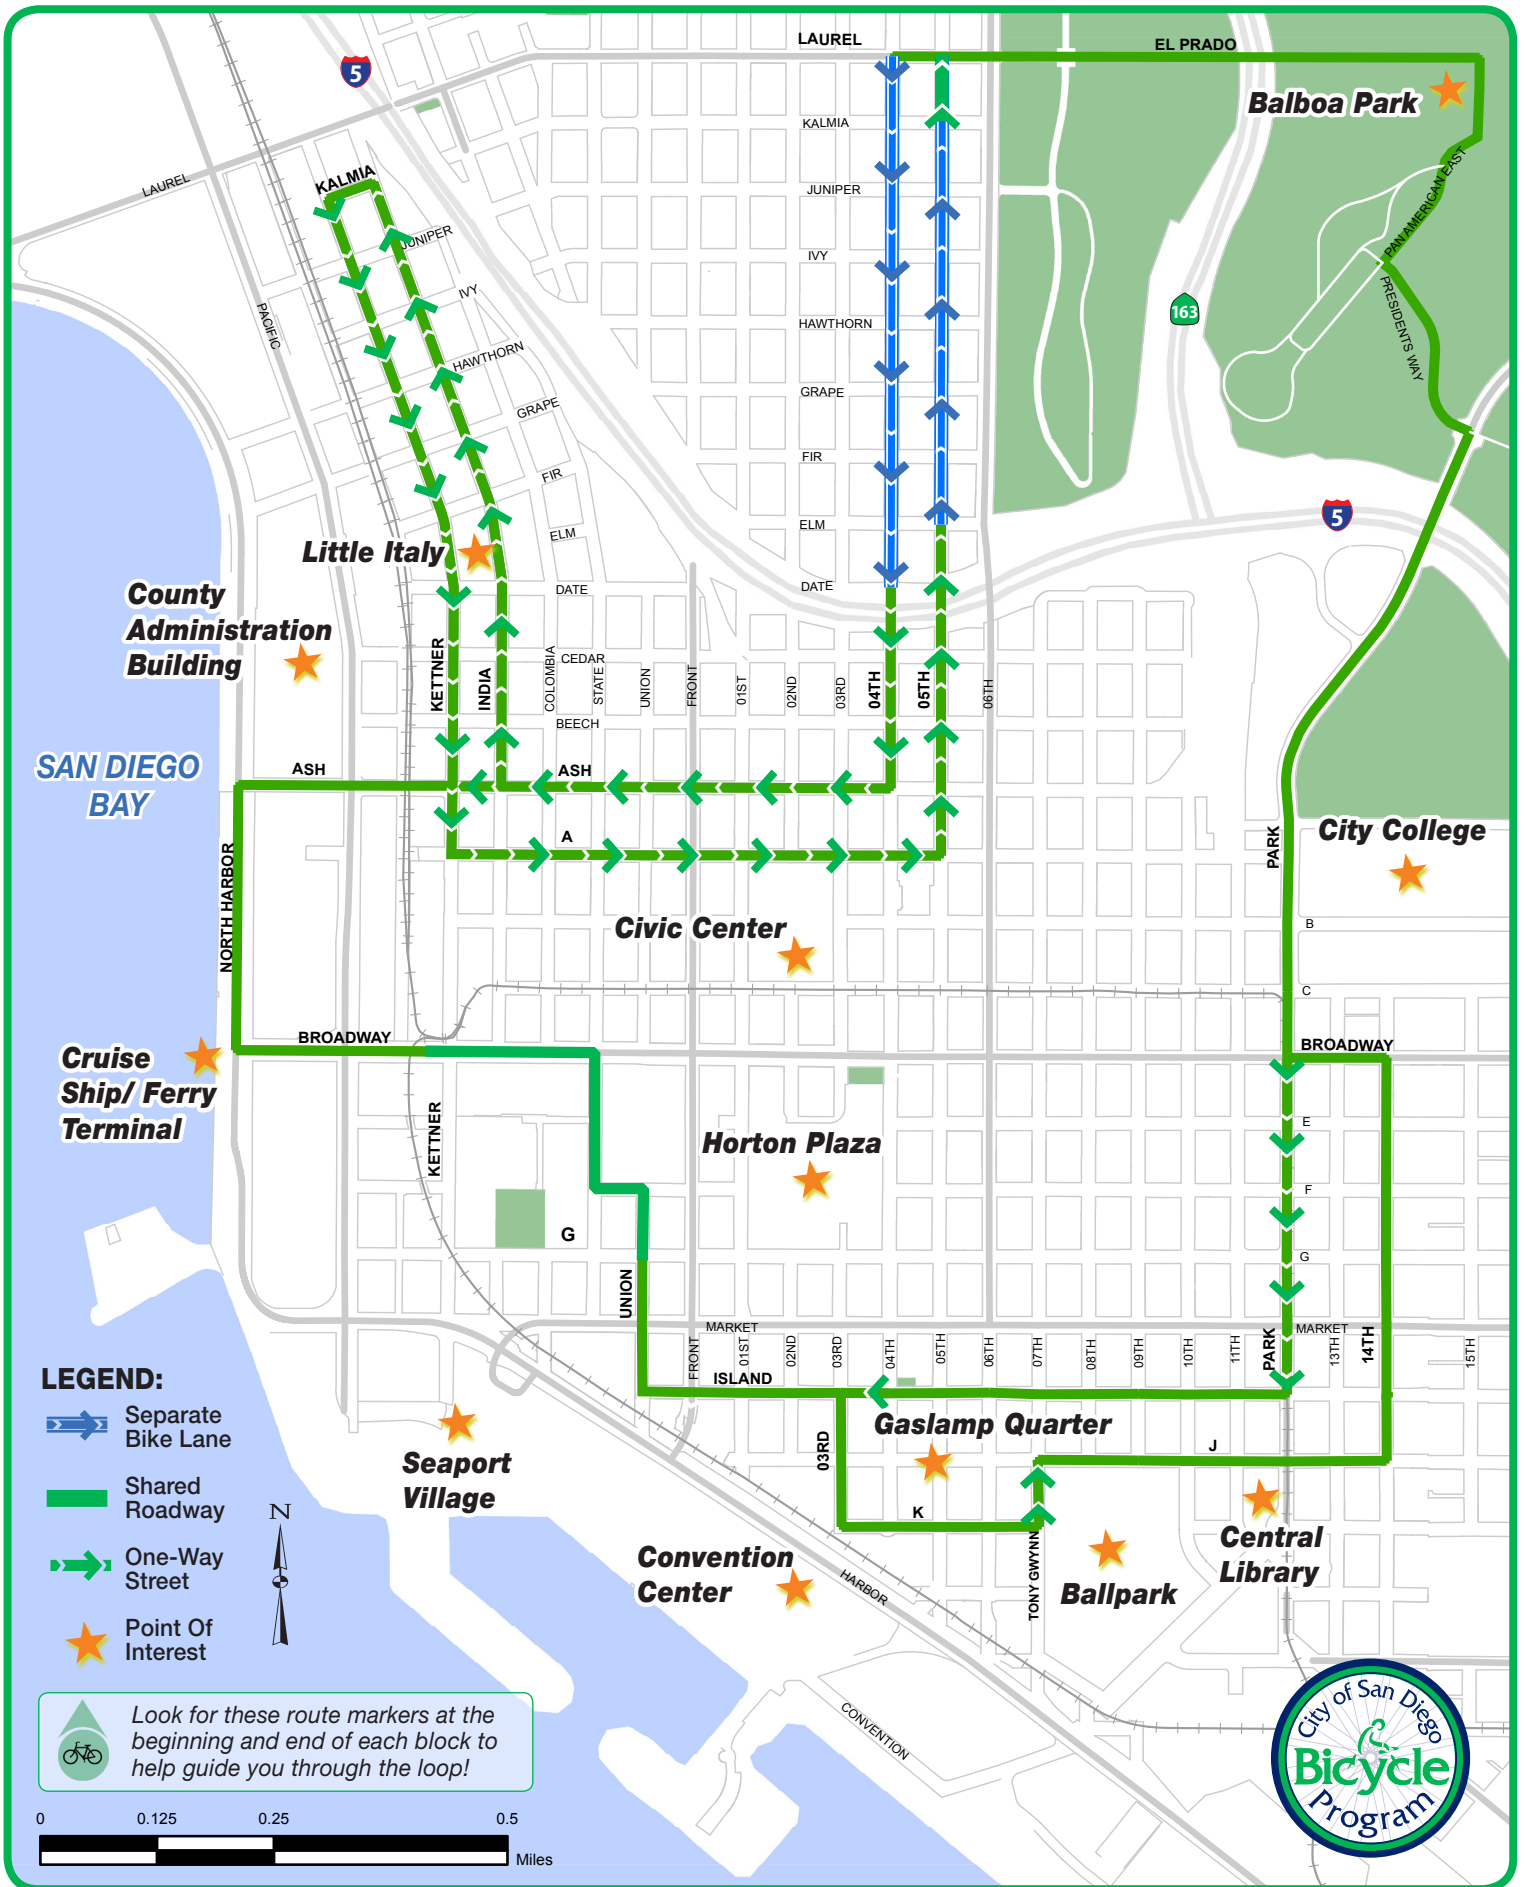 LAUREL
EL PRADO
5
Balboa Park
KALMIA
LAUREL
KALMIA
JUNIPER
PAN AMERICAN EAST
JUNIPER
IVY
IVY
163
PACIFIC
HAWTHORN
PRESIDENTS WAY
HAWTHORN
GRAPE
GRAPE
FIR
FIR
ELM
ELM
5
Little Italy
DATE
DATE
County
Administration
Building
KETTNER
INDIA
COLOMBIA
CEDAR
STATE
UNION
FRONT
01ST
02ND
03RD
04TH
05TH
06TH
BEECH
SAN DIEGO
BAY
ASH
ASH
A
PARK
City College
NORTH HARBOR
Civic Center
B
C
BROADWAY
BROADWAY
Cruise
Ship/ Ferry
Terminal
KETTNER
Horton Plaza
E
F
G
G
UNION
MARKET
MARKET
FRONT
01ST
02ND
03RD
04TH
05TH
06TH
07TH
08TH
09TH
10TH
11TH
PARK
13TH
14TH
15TH
ISLAND
LEGEND:
Separate
Bike Lane
Shared
Roadway
One-Way
Street
Point Of
Interest
N
Seaport
Village
03RD
Gaslamp Quarter
J
K
TONY GWYNN
Central
Library
Convention
Center
Ballpark
HARBOR
CONVENTION
Look for these route markers at the
beginning and end of each block to
help guide you through the loop!
City of San Diego
Bicycle
Program
0 0.125 0.25 0.5
Miles